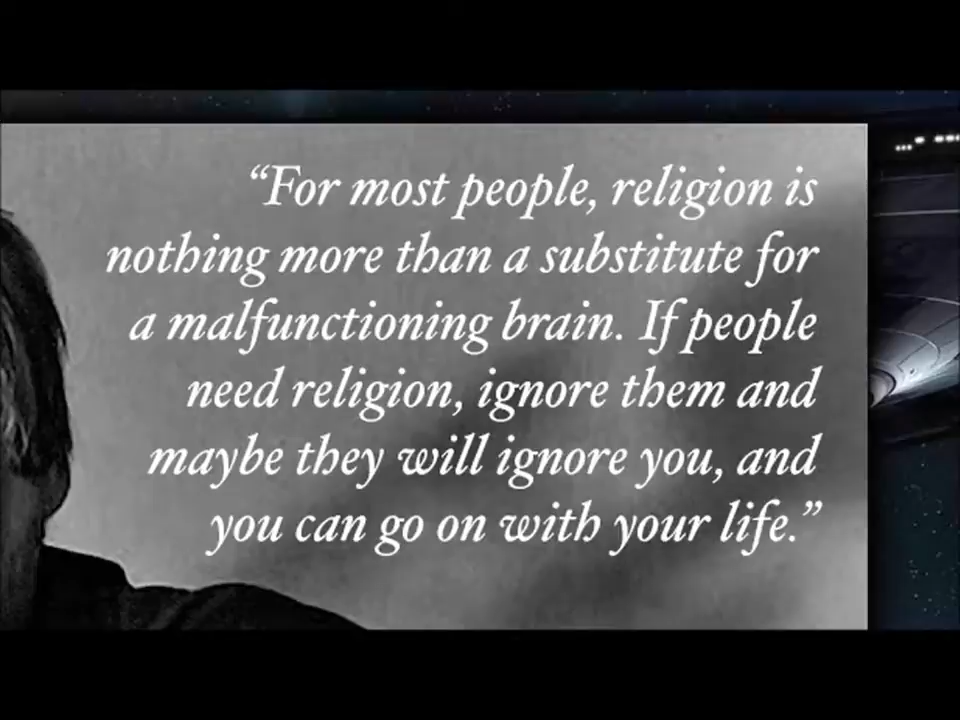 “For most people, religion is
nothing more than a substitute for
a malfunctioning brain. If people
need religion, ignore them and
maybe they will ignore you, and
you can go on with your life.”